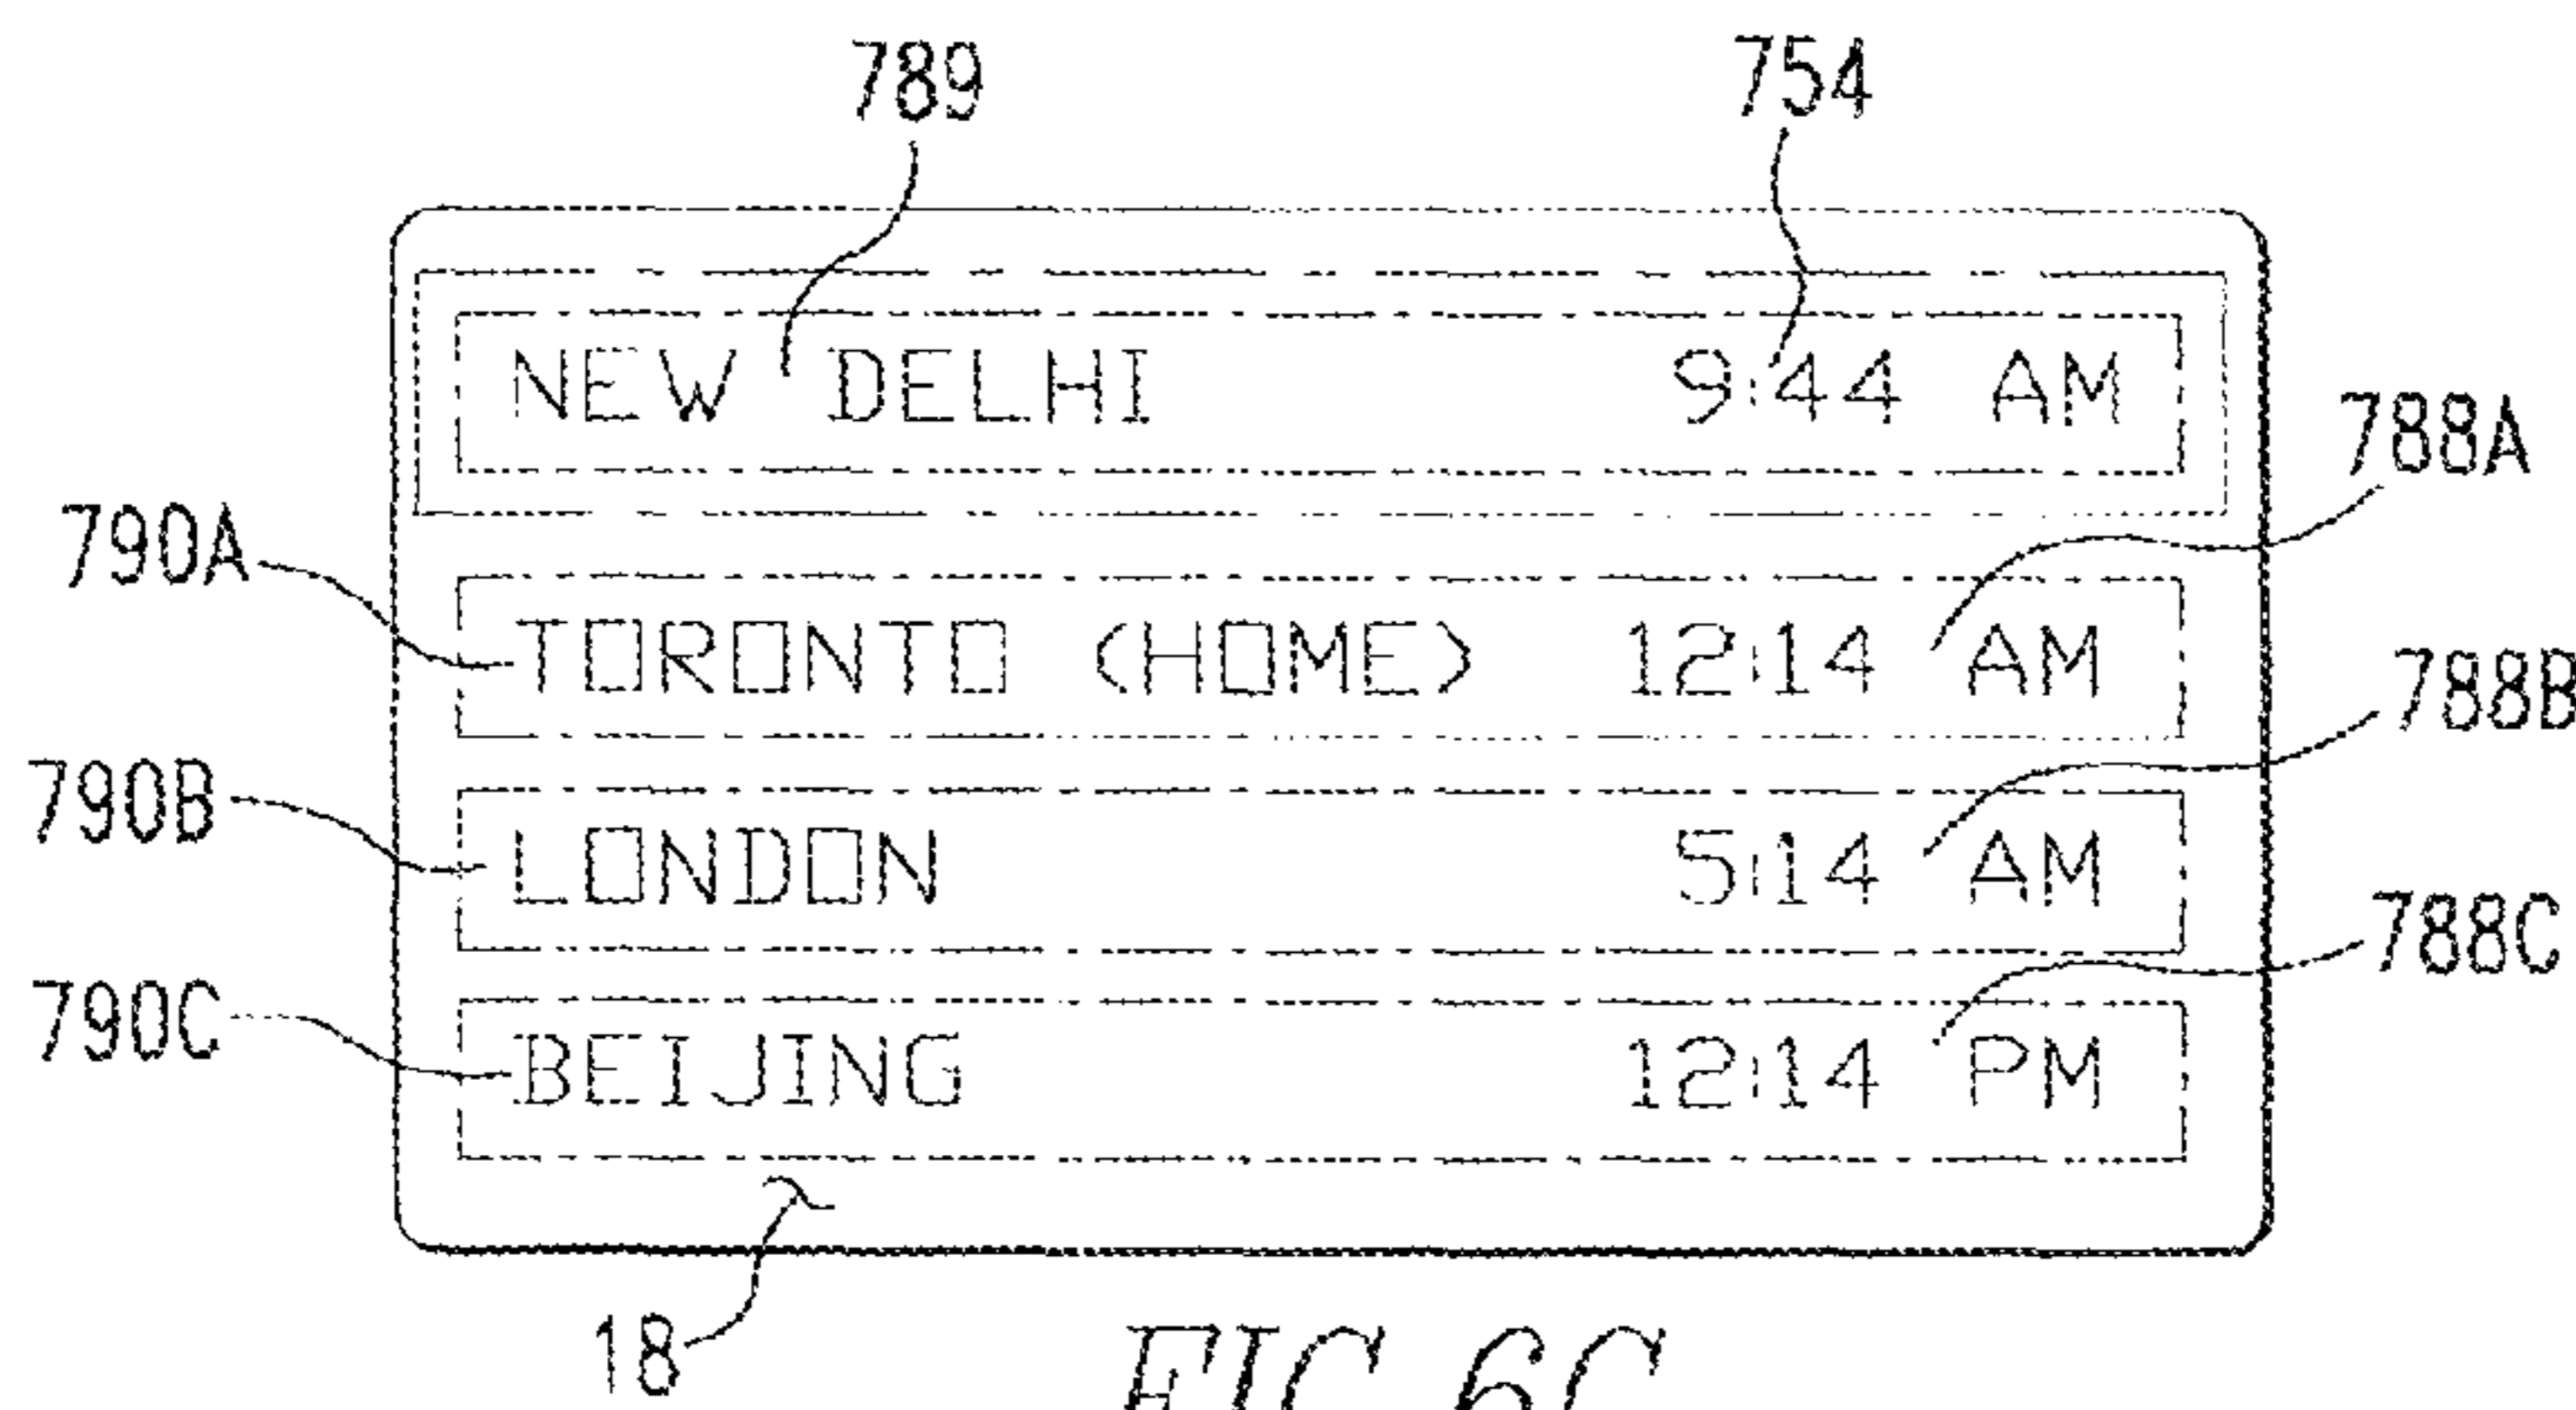 789 754
NEW DELHI 9:44 AM
788A
790A
TORONTO (HOME) 12:14 AM
788B
790B
LONDON 5:14 AM
788C
790C
BEIJING 12:14 PM
18
FIG. 6C